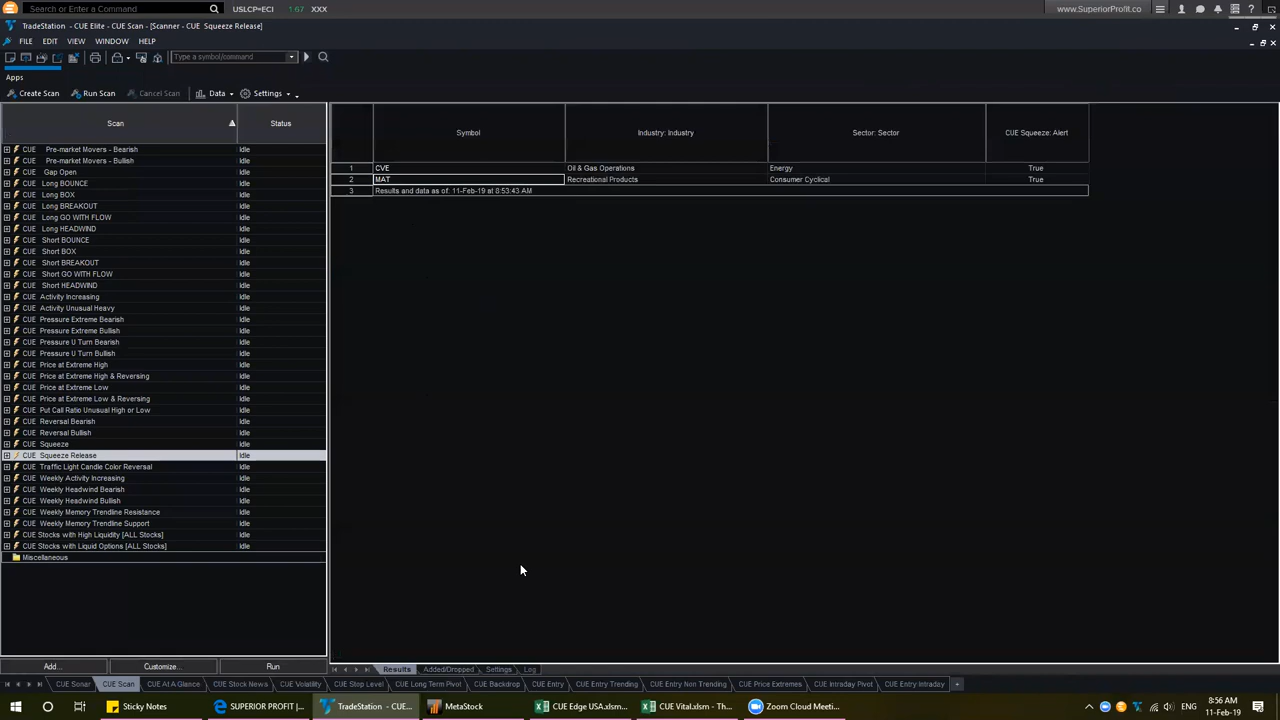 Search or Enter a Command
USLCP+ECI 1.67 XXX
www.SuperiorProfit.co
TradeStation - CUE Elite - CUE Scan - [Scanner - CUE Squeeze Release]
FILE EDIT VIEW WINDOW HELP
Type a symbol/command
Apps
Create Scan Run Scan Cancel Scan Data Settings
Scan Status
Symbol Industry: Industry Sector: Sector CUE Squeeze: Alert
1 CVE Oil & Gas Operations Energy True
2 MAT Recreational Products Consumer Cyclical True
3 Results and data as of: 11-Feb-19 at 8:53:43 AM
CUE Pre-market Movers - Bearish Idle
CUE Pre-market Movers - Bullish Idle
CUE Gap Open Idle
CUE Long BOUNCE Idle
CUE Long BOX Idle
CUE Long BREAKOUT Idle
CUE Long GO WITH FLOW Idle
CUE Long HEADWIND Idle
CUE Short BOUNCE Idle
CUE Short BOX Idle
CUE Short BREAKOUT Idle
CUE Short GO WITH FLOW Idle
CUE Short HEADWIND Idle
CUE Activity Increasing Idle
CUE Activity Unusual Heavy Idle
CUE Pressure Extreme Bearish Idle
CUE Pressure Extreme Bullish Idle
CUE Pressure U Turn Bearish Idle
CUE Pressure U Turn Bullish Idle
CUE Price at Extreme High Idle
CUE Price at Extreme High & Reversing Idle
CUE Price at Extreme Low Idle
CUE Price at Extreme Low & Reversing Idle
CUE Put Call Ratio Unusual High or Low Idle
CUE Reversal Bearish Idle
CUE Reversal Bullish Idle
CUE Squeeze Idle
CUE Squeeze Release Idle
CUE Traffic Light Candle Color Reversal Idle
CUE Weekly Activity Increasing Idle
CUE Weekly Headwind Bearish Idle
CUE Weekly Headwind Bullish Idle
CUE Weekly Memory Trendline Resistance Idle
CUE Weekly Memory Trendline Support Idle
CUE Stocks with High Liquidity [ALL Stocks] Idle
CUE Stocks with Liquid Options [ALL Stocks] Idle
Miscellaneous
Add... Customize... Run
Results Added/Dropped Settings Log
CUE Sonar CUE Scan CUE At A Glance CUE Stock News CUE Volatility CUE Stop Level CUE Long Term Pivot CUE Backdrop CUE Entry CUE Entry Trending CUE Entry Non Trending CUE Price Extremes CUE Intraday Pivot CUE Entry Intraday +
Sticky Notes SUPERIOR PROFIT |... TradeStation - CUE... MetaStock CUE Edge USA.xlsm... CUE Vital.xlsm - Th... Zoom Cloud Meeti... 8:56 AM
11-Feb-19